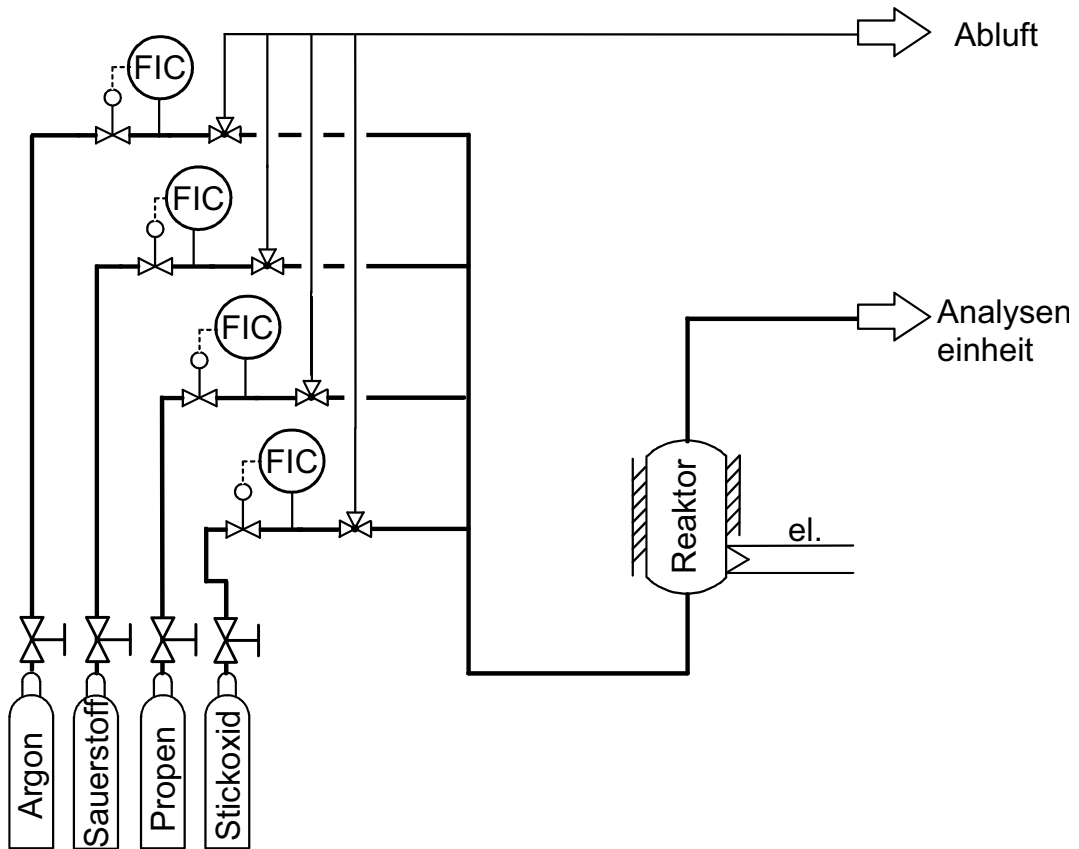 Abluft
FIC
FIC
FIC
FIC
Analysen
einheit
Reaktor
el.
Argon
Sauerstoff
Propen
Stickoxid